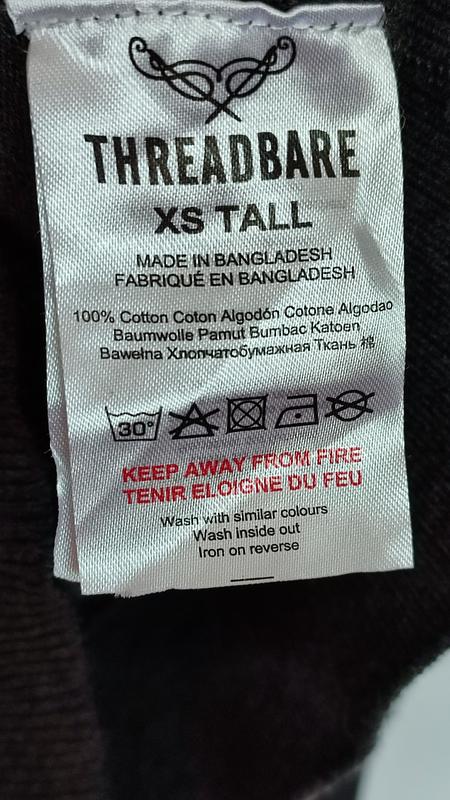 THREADBARE
XS TALL
MADE IN BANGLADESH
FABRIQUÉ EN BANGLADESH
100% Cotton Coton Algodón Cotone Algodao
Baumwolle Pamut Bumbac Katoen
Bawełna Хлопчатобумажная Ткань 棉
30°
KEEP AWAY FROM FIRE
TENIR ELOIGNE DU FEU
Wash with similar colours
Wash inside out
Iron on reverse